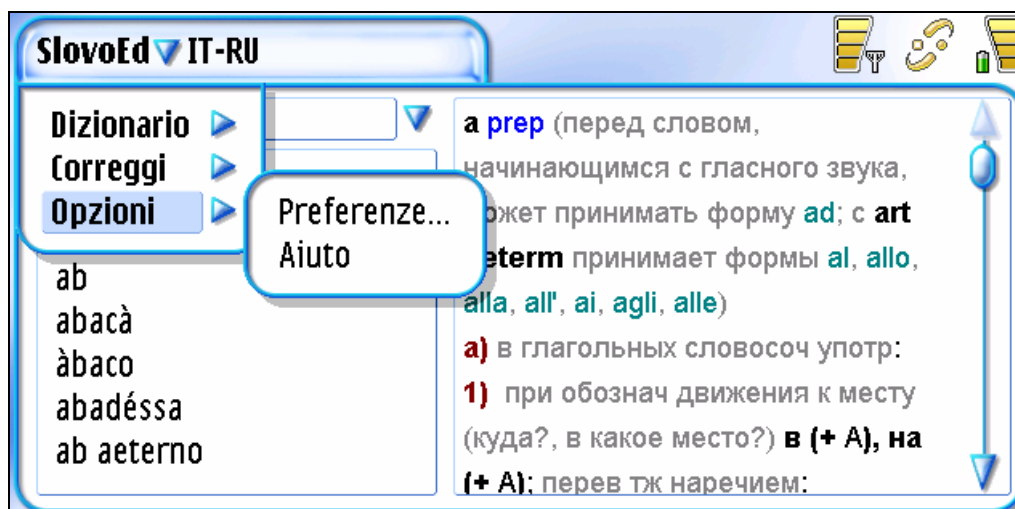 SlovoEd IT-RU
Dizionario
Correggi
Opzioni
Preferenze...
Aiuto
ab
abacà
àbaco
abadéssa
ab aeterno
a prep (перед словом,
начинающимся с гласного звука,
принимать форму ad; с art
принимает формы al, allo,
alla, all', ai, agli, alle)
a) в глагольных словосоч употр:
1) при обознач движения к месту
(куда?, в какое место?) в (+ A), на
(+ A); перев тж наречием: